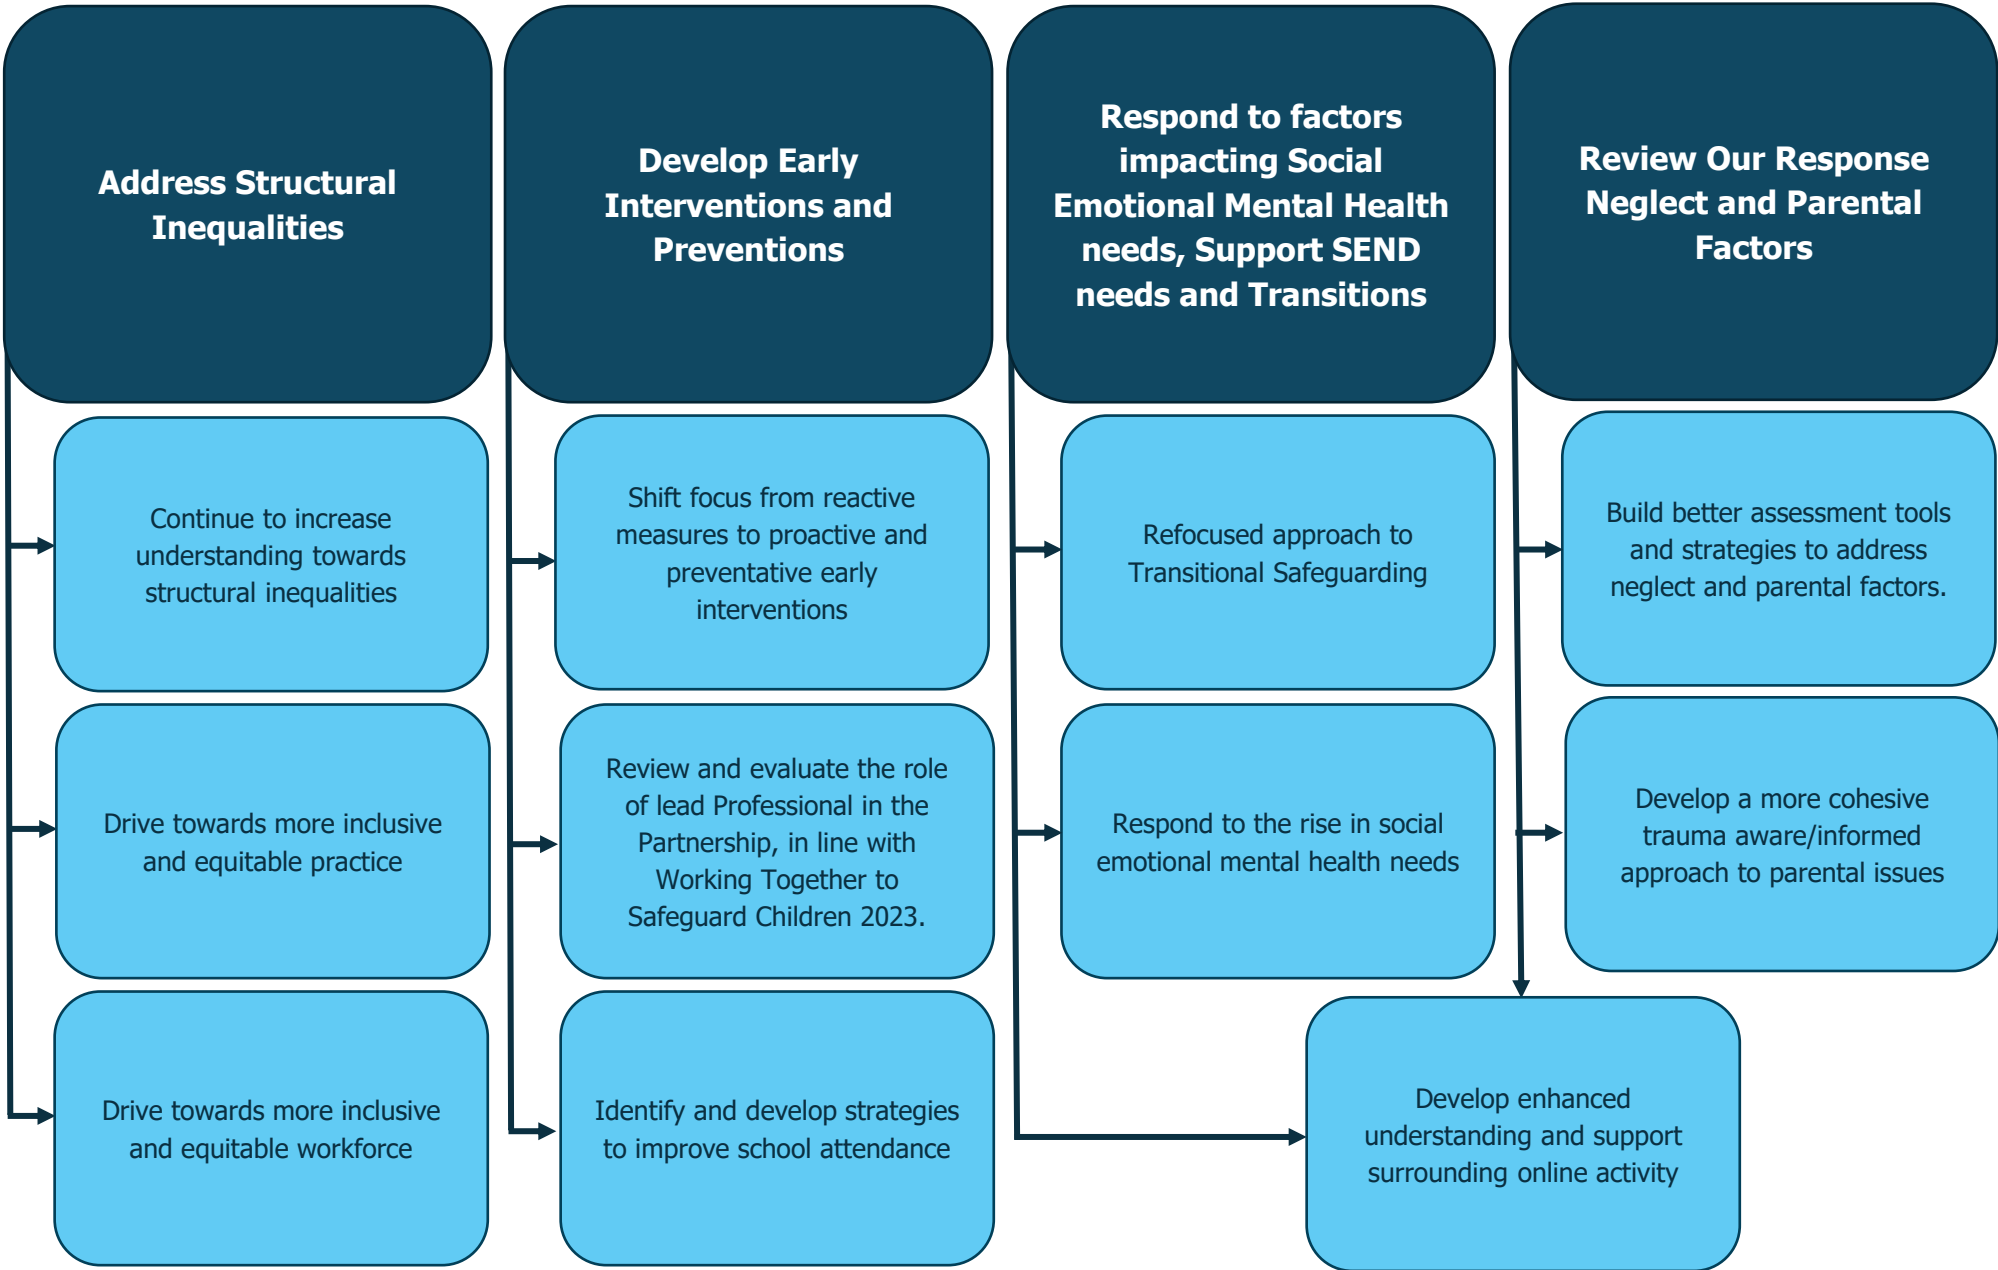 Address Structural
Inequalities
Continue to increase
understanding towards
structural inequalities
Drive towards more inclusive
and equitable practice
Drive towards more inclusive
and equitable workforce
Develop Early
Interventions and
Preventions
Shift focus from reactive
measures to proactive and
preventative early
interventions
Review and evaluate the role
of lead Professional in the
Partnership, in line with
Working Together to
Safeguard Children 2023.
Identify and develop strategies
to improve school attendance
Respond to factors
impacting Social
Emotional Mental Health
needs, Support SEND
needs and Transitions
Refocused approach to
Transitional Safeguarding
Respond to the rise in social
emotional mental health needs
Review Our Response
Neglect and Parental
Factors
Build better assessment tools
and strategies to address
neglect and parental factors.
Develop a more cohesive
trauma aware/informed
approach to parental issues
Develop enhanced
understanding and support
surrounding online activity